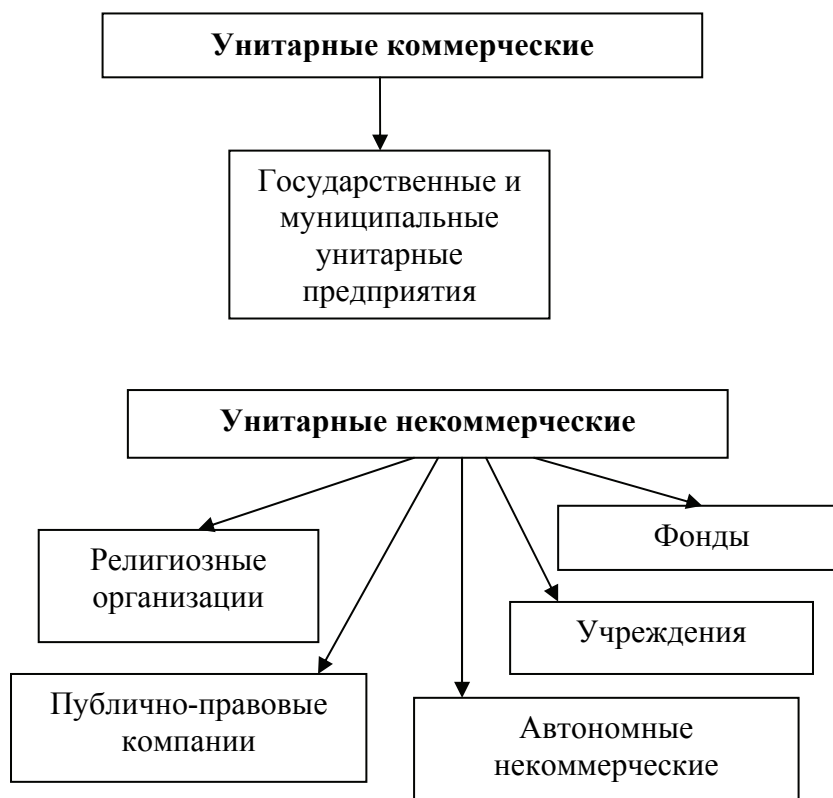 Унитарные коммерческие
Государственные и
муниципальные
унитарные
предприятия
Унитарные некоммерческие
Религиозные
организации
Фонды
Учреждения
Публично-правовые
компании
Автономные
некоммерческие